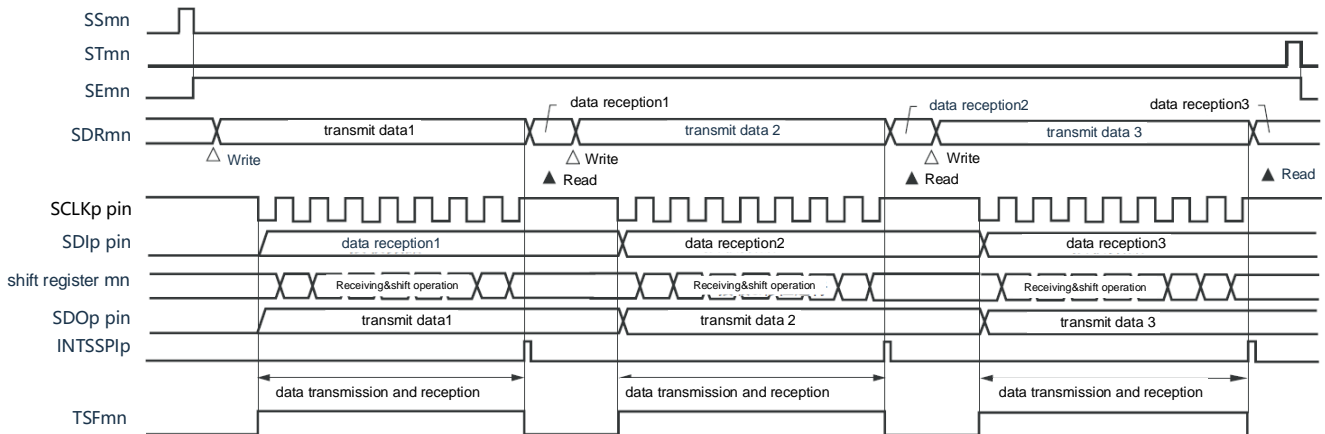 SSmn
STmn
SEmn
data reception1
data reception2
data reception3
SDRmn
transmit data1
transmit data 2
transmit data 3
△ Write
△ Write
△ Write
▲ Read
▲ Read
▲ Read
SCLKp pin
SDIp pin
data reception1
data reception2
data reception3
shift register mn
Receiving&shift operation
Receiving&shift operation
Receiving&shift operation
SDOp pin
transmit data1
transmit data 2
transmit data 3
INTSSPIp
data transmission and reception
data transmission and reception
data transmission and reception
TSFmn